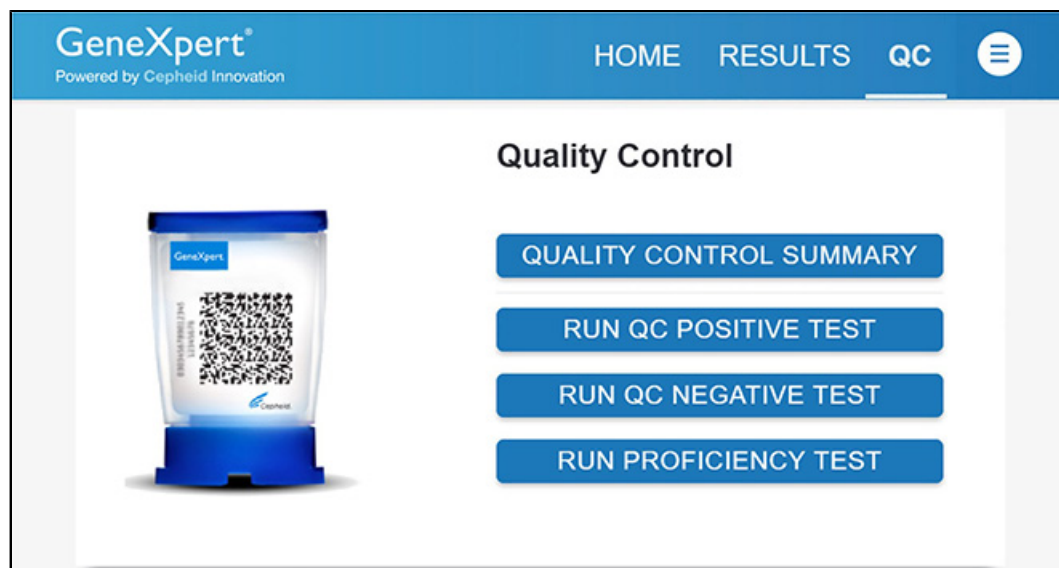 GeneXpert®
Powered by Cepheid Innovation
HOME RESULTS QC
Quality Control
QUALITY CONTROL SUMMARY
RUN QC POSITIVE TEST
RUN QC NEGATIVE TEST
RUN PROFICIENCY TEST
GeneXpert
Cepheid.